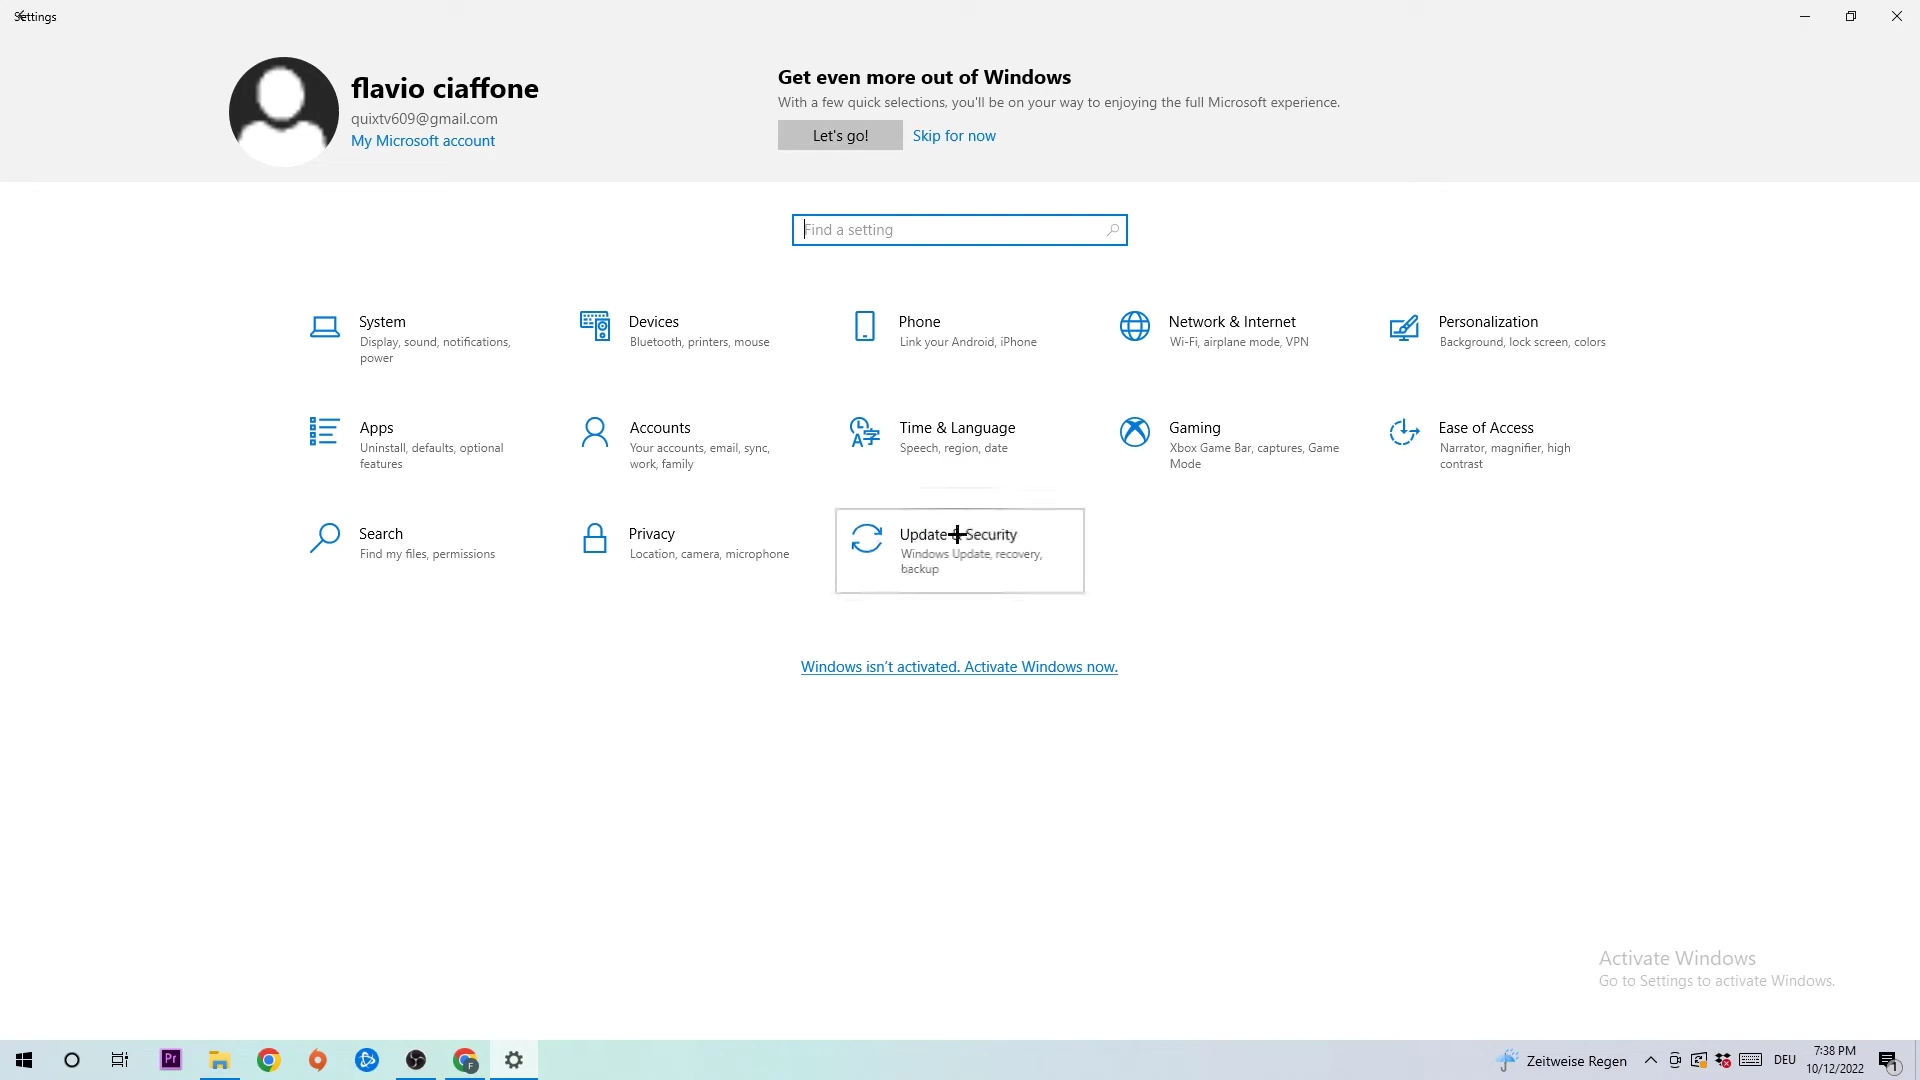 Settings
flavio ciaffone
quixtv609@gmail.com
My Microsoft account
Get even more out of Windows
With a few quick selections, you'll be on your way to enjoying the full Microsoft experience.
Let's go!
Skip for now
Find a setting
System
Display, sound, notifications,
power
Devices
Bluetooth, printers, mouse
Phone
Link your Android, iPhone
Network & Internet
Wi-Fi, airplane mode, VPN
Personalization
Background, lock screen, colors
Apps
Uninstall, defaults, optional
features
Accounts
Your accounts, email, sync,
work, family
Time & Language
Speech, region, date
Gaming
Xbox Game Bar, captures, Game
Mode
Ease of Access
Narrator, magnifier, high
contrast
Search
Find my files, permissions
Privacy
Location, camera, microphone
Update & Security
Windows Update, recovery,
backup
Windows isn't activated. Activate Windows now.
Activate Windows
Go to Settings to activate Windows.
Pr
F
Zeitweise Regen
DEU
7:38 PM
10/12/2022
1